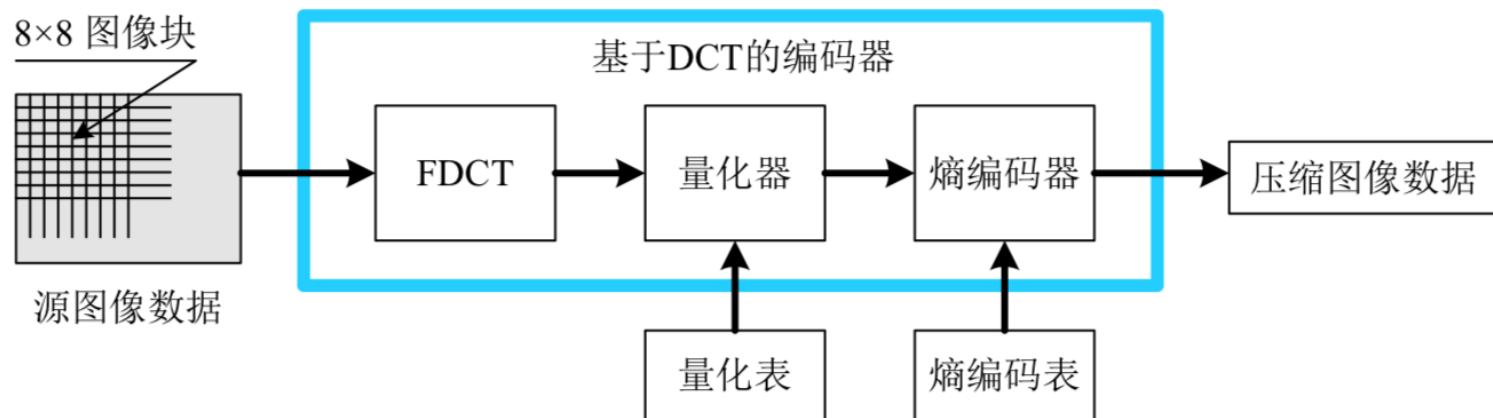 8×8 图像块
基于DCT的编码器
FDCT
量化器
熵编码器
压缩图像数据
源图像数据
量化表
熵编码表